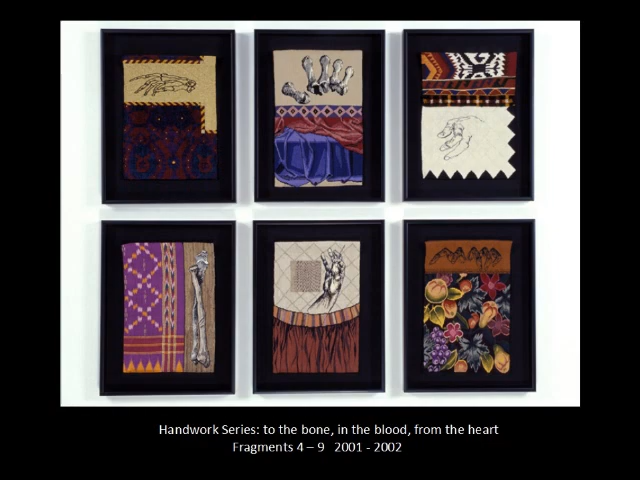 Handwork Series: to the bone, in the blood, from the heart
Fragments 4 – 9   2001 - 2002